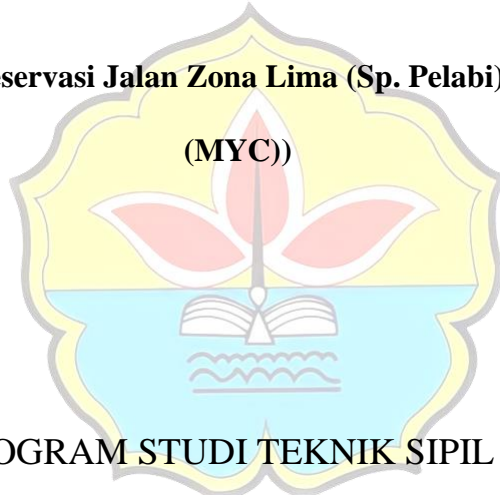 servasi Jalan Zona Lima (Sp. Pelabi)
(MYC))
OGRAM STUDI TEKNIK SIPIL